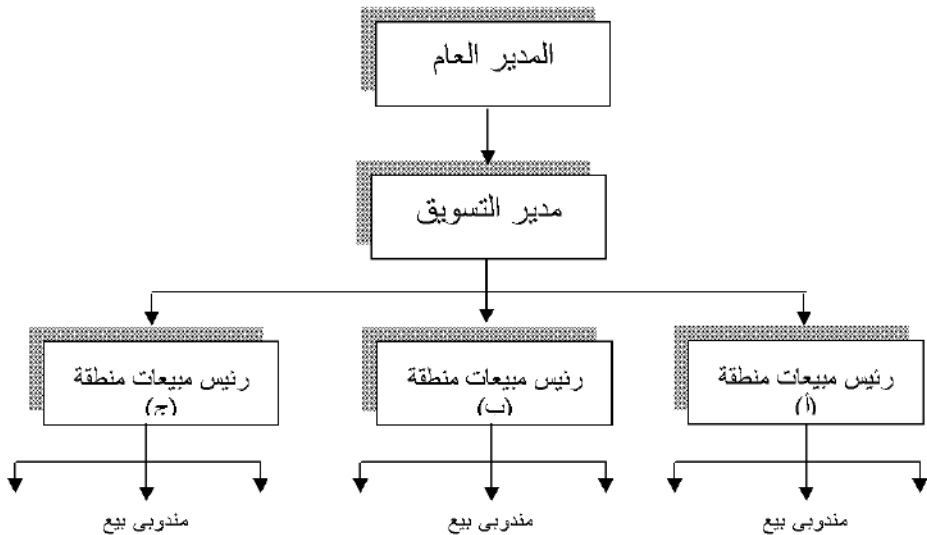 المدير العام
مدير التسويق
رئيس مبيعات منطقة
(أ)
رئيس مبيعات منطقة
(ب)
رئيس مبيعات منطقة
(ج)
مندوبى بيع
مندوبى بيع
مندوبى بيع